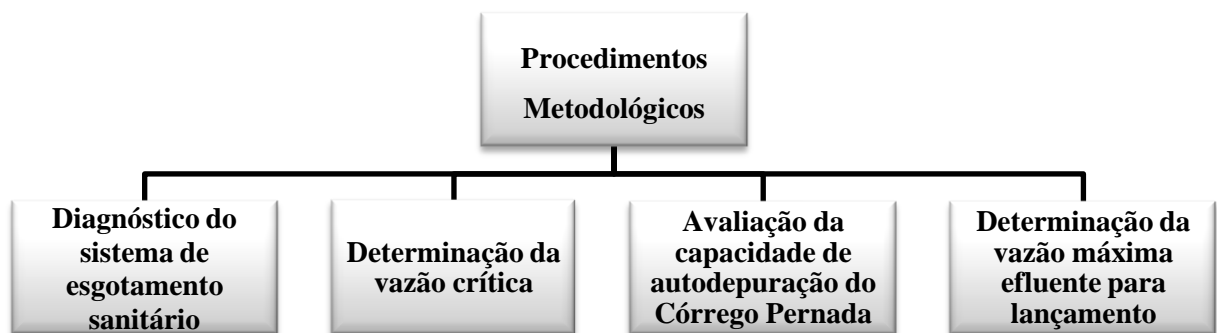 Procedimentos
Metodológicos
Diagnóstico do
sistema de
esgotamento
sanitário
Determinação da
vazão crítica
Avaliação da
capacidade de
autodepuração do
Córrego Pernada
Determinação da
vazão máxima
efluente para
lançamento